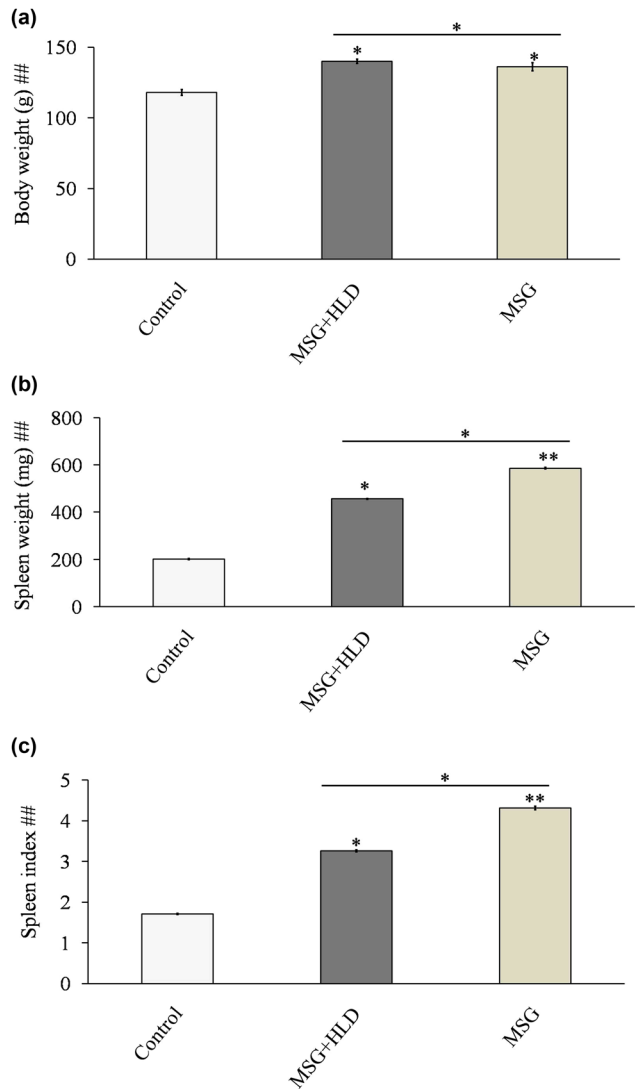 (a)
*
150
* *
100
50
0
Body weight (g) ##
Control
MSG+HLD
MSG
(b)
800
*
600
* **
400
200
0
Spleen weight (mg) ##
Control
MSG+HLD
MSG
(c)
5
*
4
* **
3
2
1
0
Spleen index ##
Control
MSG+HLD
MSG